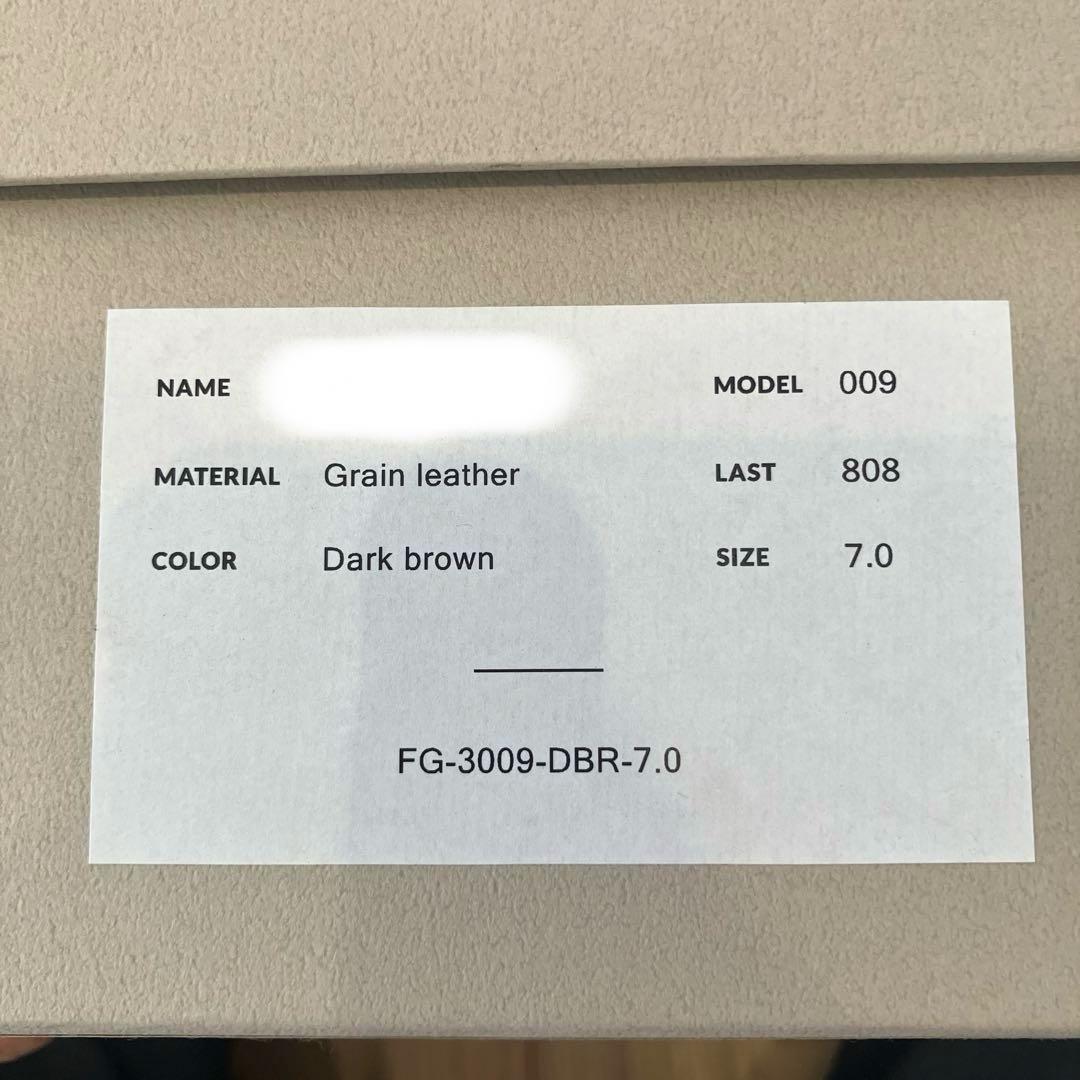 NAME MODEL 009
MATERIAL Grain leather LAST 808
COLOR Dark brown SIZE 7.0
FG-3009-DBR-7.0